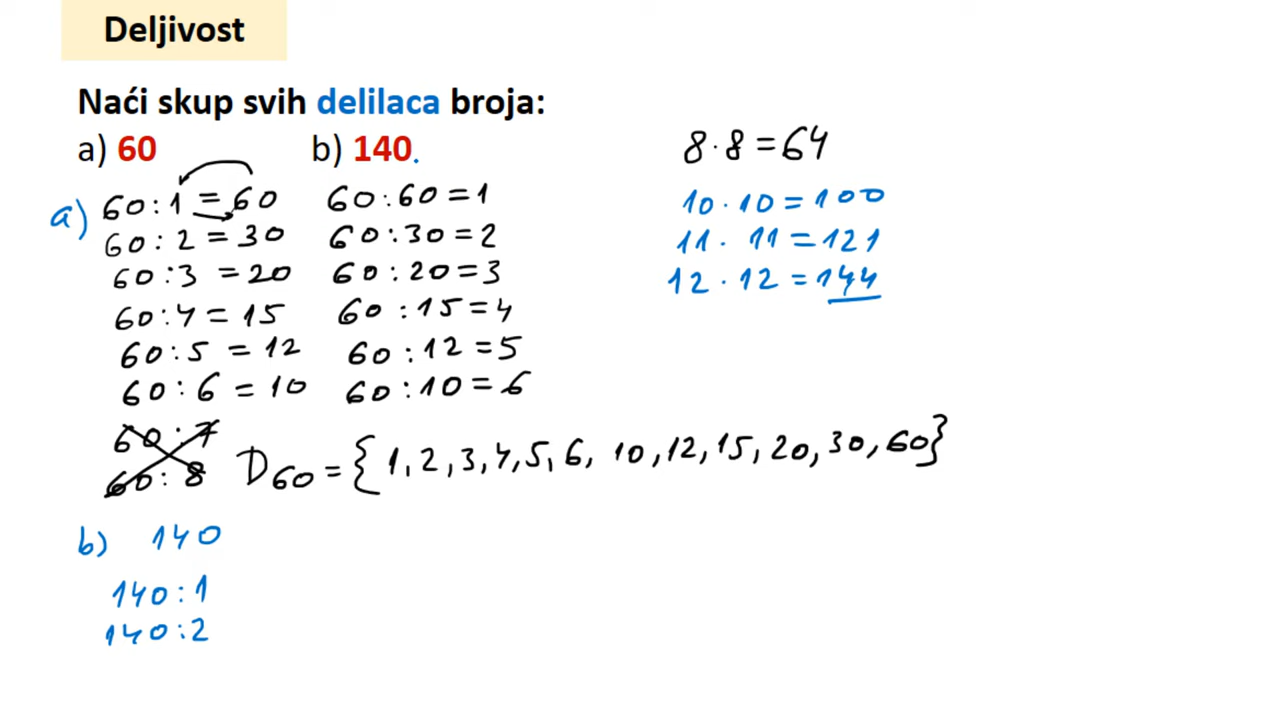 Deljivost
Naći skup svih delilaca broja:
a) 60 b) 140.
a) 60 : 1 = 60 60 : 60 = 1
60 : 2 = 30 60 : 30 = 2
60 : 3 = 20 60 : 20 = 3
60 : 4 = 15 60 : 15 = 4
60 : 5 = 12 60 : 12 = 5
60 : 6 = 10 60 : 10 = 6
60 : 7
60 : 8
D60 = {1, 2, 3, 4, 5, 6, 10, 12, 15, 20, 30, 60}
b) 140
140 : 1
140 : 2
8 · 8 = 64
10 · 10 = 100
11 · 11 = 121
12 · 12 = 144